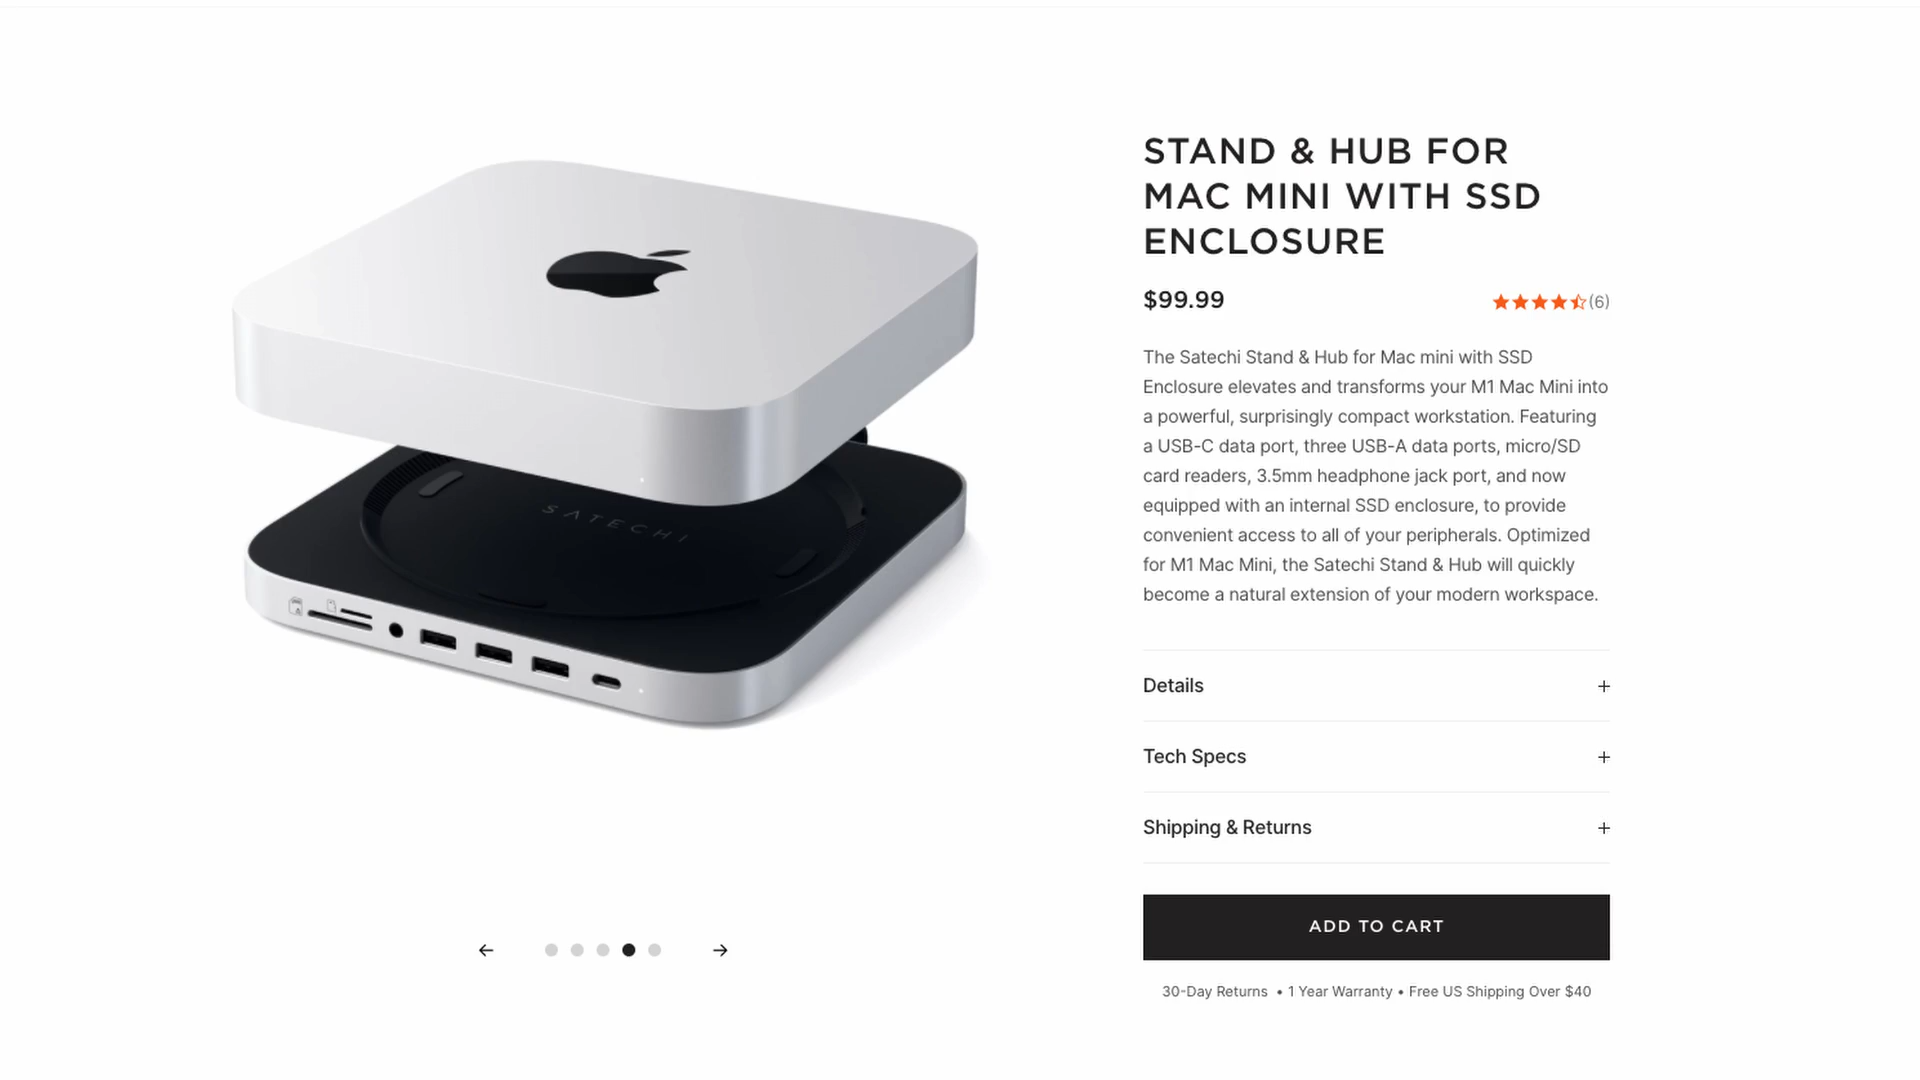 SATECHI
STAND & HUB FOR
MAC MINI WITH SSD
ENCLOSURE
$99.99
(6)
The Satechi Stand & Hub for Mac mini with SSD
Enclosure elevates and transforms your M1 Mac Mini into
a powerful, surprisingly compact workstation. Featuring
a USB-C data port, three USB-A data ports, micro/SD
card readers, 3.5mm headphone jack port, and now
equipped with an internal SSD enclosure, to provide
convenient access to all of your peripherals. Optimized
for M1 Mac Mini, the Satechi Stand & Hub will quickly
become a natural extension of your modern workspace.
Details +
Tech Specs +
Shipping & Returns +
ADD TO CART
30-Day Returns • 1 Year Warranty • Free US Shipping Over $40